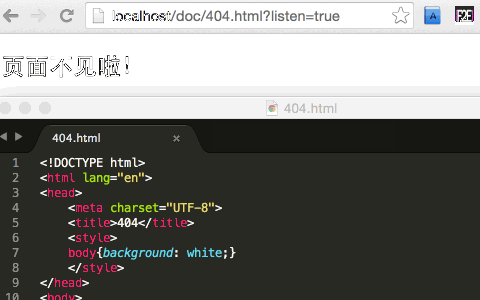 localhost/doc/404.html?listen=true
页面不见啦!
404.html
404.html ×
1 <!DOCTYPE html>
2 <html lang="en">
3 <head>
4 <meta charset="UTF-8">
5 <title>404</title>
6 <style>
7 body{background: white;}
8 </style>
9 </head>
10 <body>